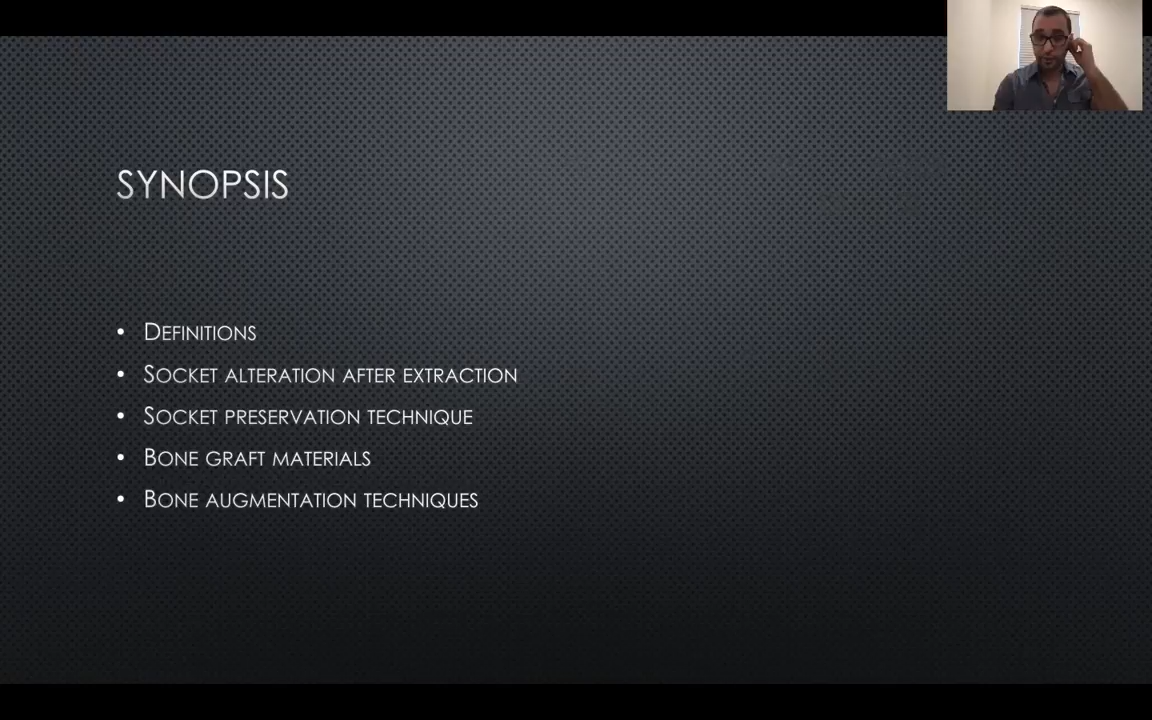 SYNOPSIS
• DEFINITIONS
• SOCKET ALTERATION AFTER EXTRACTION
• SOCKET PRESERVATION TECHNIQUE
• BONE GRAFT MATERIALS
• BONE AUGMENTATION TECHNIQUES